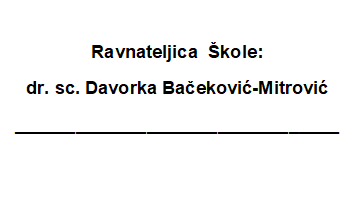 Ravnateljica Škole:
dr. sc. Davorka Bačeković-Mitrović